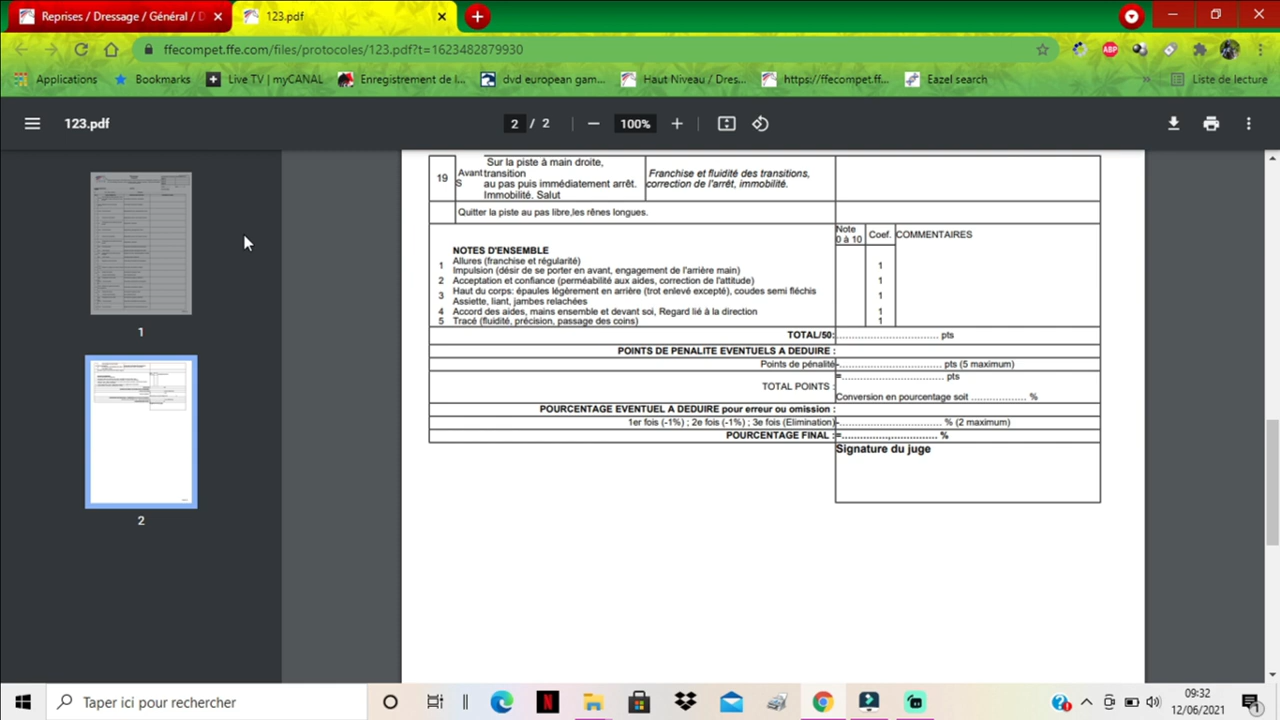 Reprises / Dressage / Général / D
123.pdf
ffecompet.ffe.com/files/protocoles/123.pdf?t=1623482879930
ABP
Applications
Bookmarks
Live TV | myCANAL
Enregistrement de l...
dvd european gam...
Haut Niveau / Dres...
https://ffecompet.ff...
Eazel search
»
Liste de lecture
123.pdf
2 / 2
100%
1
2
19
Avant
S
Sur la piste à main droite,
transition
au pas puis immédiatement arrêt.
Immobilité. Salut
Franchise et fluidité des transitions,
correction de l'arrêt, immobilité.
Quitter la piste au pas libre,les rênes longues.
Note
0 à 10
Coef.
COMMENTAIRES
NOTES D'ENSEMBLE
Allures (franchise et régularité)
1 Impulsion (désir de se porter en avant, engagement de l'arrière main) 1
2 Acceptation et confiance (perméabilité aux aides, correction de l'attitude) 1
Haut du corps: épaules légèrement en arrière (trot enlevé excepté), coudes semi fléchis
3 Assiette, liant, jambes relachées 1
4 Accord des aides, mains ensemble et devant soi, Regard lié à la direction 1
5 Tracé (fluidité, précision, passage des coins) 1
TOTAL/50:.................................. pts
POINTS DE PENALITE EVENTUELS A DEDUIRE :
Points de pénalité-.................................. pts (5 maximum)
=.................................. pts
TOTAL POINTS :
Conversion en pourcentage soit .................. %
POURCENTAGE EVENTUEL A DEDUIRE pour erreur ou omission :
1er fois (-1%) ; 2e fois (-1%) ; 3e fois (Elimination)-.................................. % (2 maximum)
POURCENTAGE FINAL :=..............,.............. %
Signature du juge
Taper ici pour rechercher
09:32
12/06/2021
1